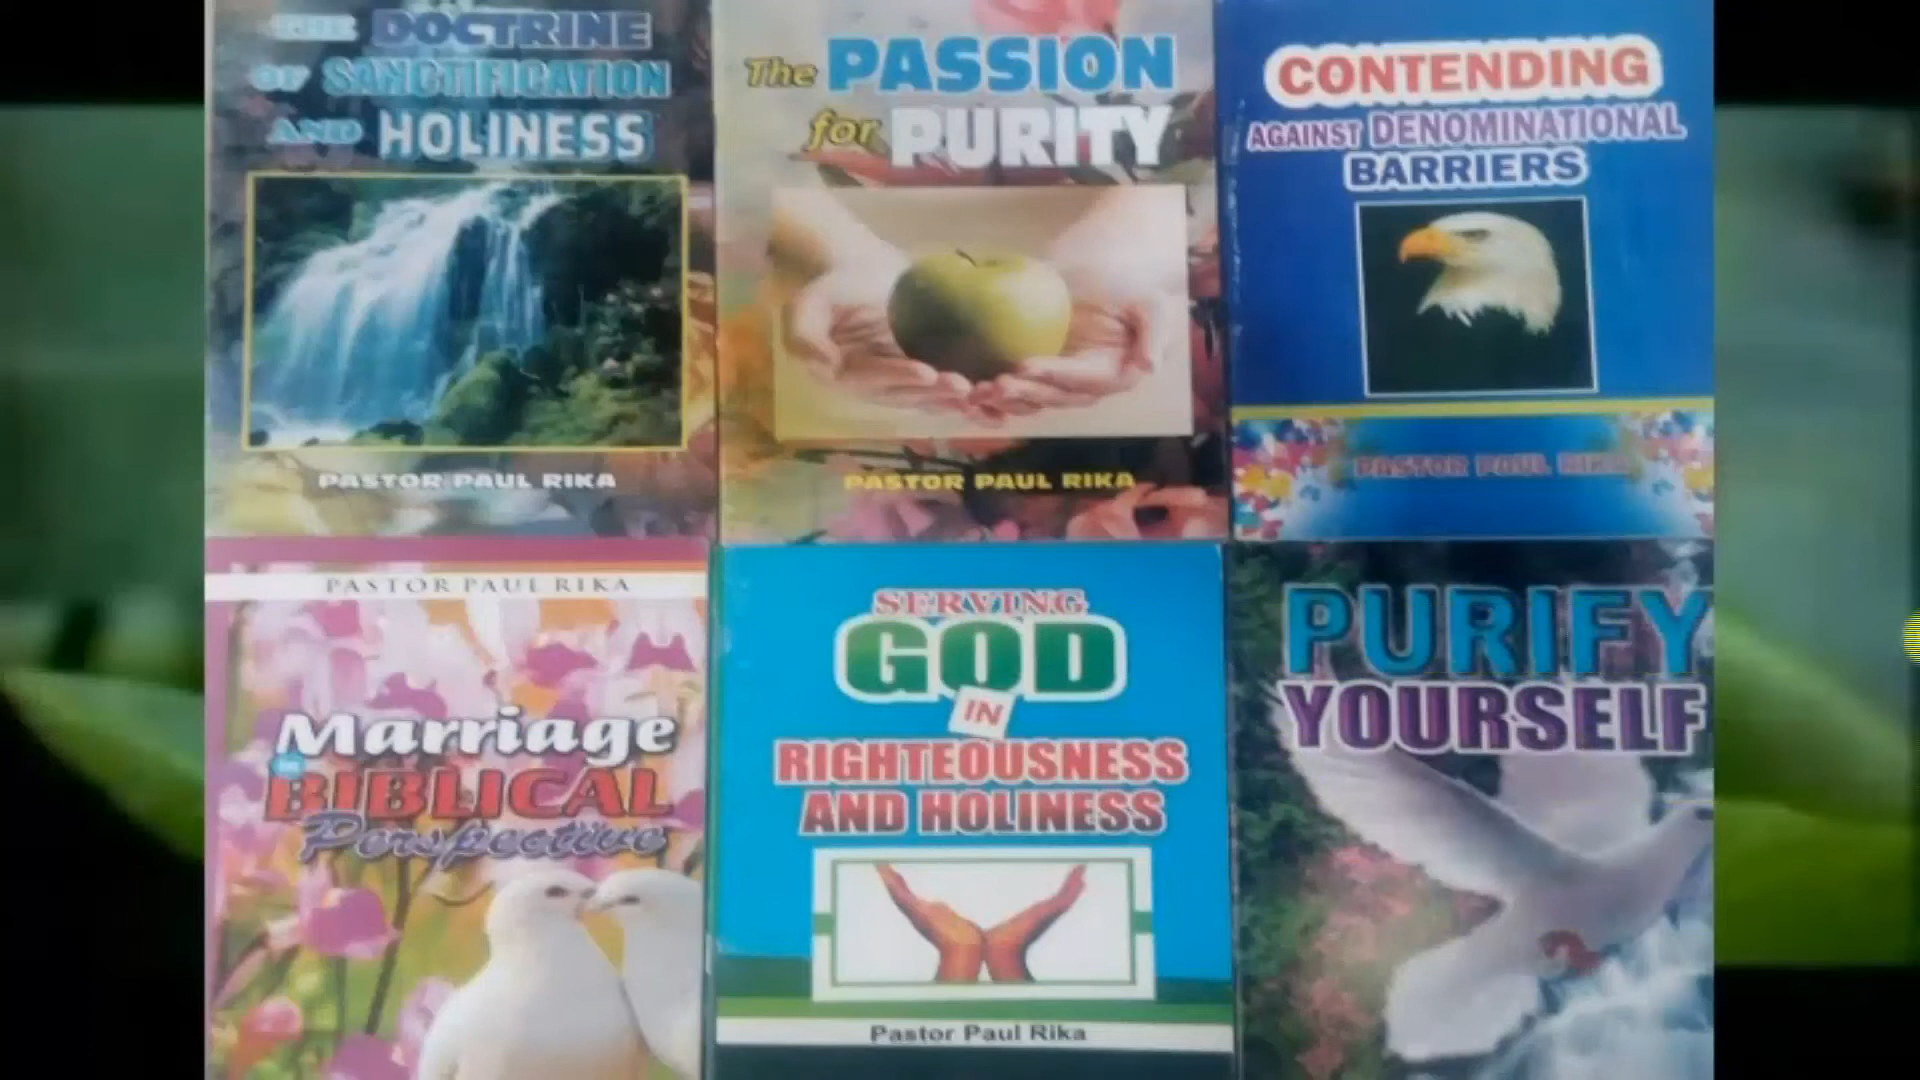 THE DOCTRINE
OF SANCTIFICATION
AND HOLINESS
PASTOR PAUL RIKA
The PASSION
for PURITY
PASTOR PAUL RIKA
CONTENDING
AGAINST DENOMINATIONAL
BARRIERS
PASTOR PAUL RIKA
PASTOR PAUL RIKA
Marriage
BIBLICAL
Perspective
SERVING
GOD
IN
RIGHTEOUSNESS
AND HOLINESS
Pastor Paul Rika
PURIFY
YOURSELF